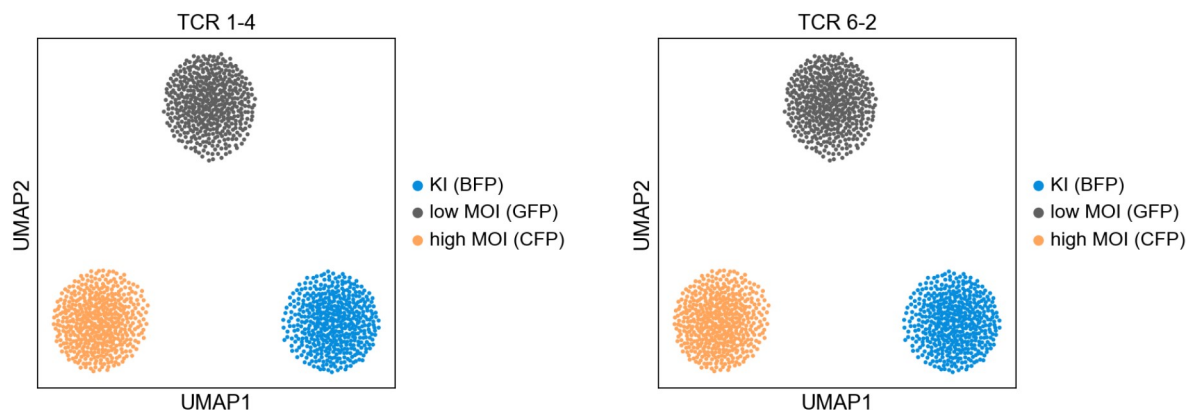 TCR 1-4
UMAP2
UMAP1
KI (BFP)
low MOI (GFP)
high MOI (CFP)
TCR 6-2
UMAP2
UMAP1
KI (BFP)
low MOI (GFP)
high MOI (CFP)